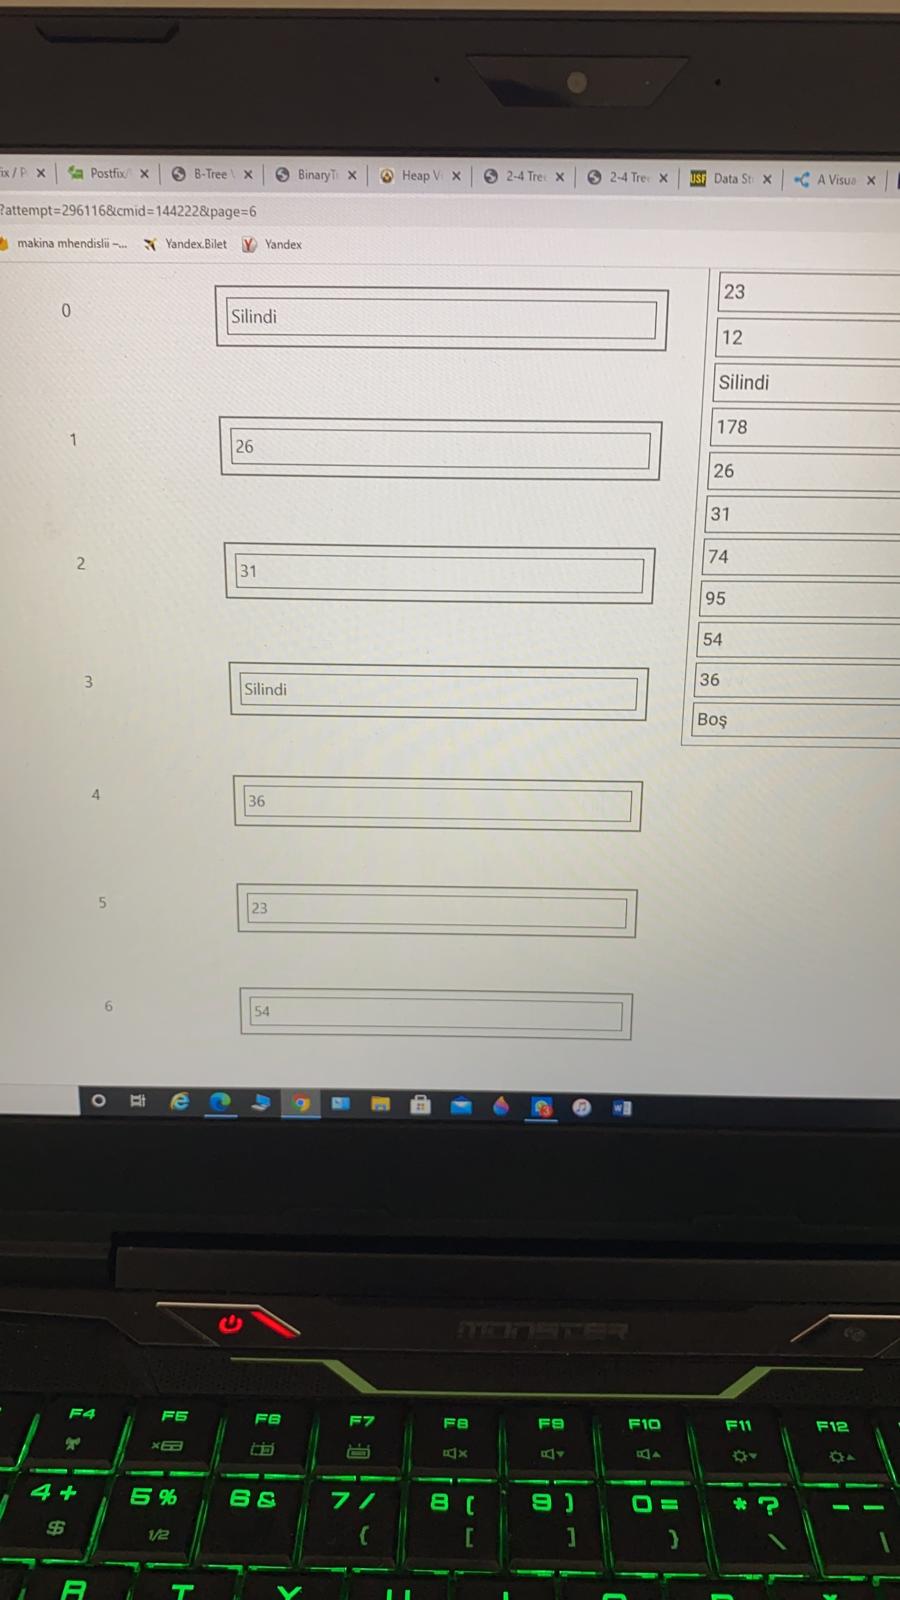 ix / P
Postfix/
B-Tree
BinaryT
Heap V
2-4 Tre
2-4 Tre
USF
Data St
A Visua
?attempt=296116&cmid=144222&page=6
makina mhendislii –...
Yandex.Bilet
Y
Yandex
0
Silindi
1
26
2
31
3
Silindi
4
36
5
23
6
54
23
12
Silindi
178
26
31
74
95
54
36
Boş
MONSTER
F4
F5
F6
F7
F8
F9
F10
F11
F12
4 +
$
5 %
1/2
6 &
7 /
{
8 (
[
9 )
]
0 =
}
* ?
\
- _
|
R
T
Y
U
I